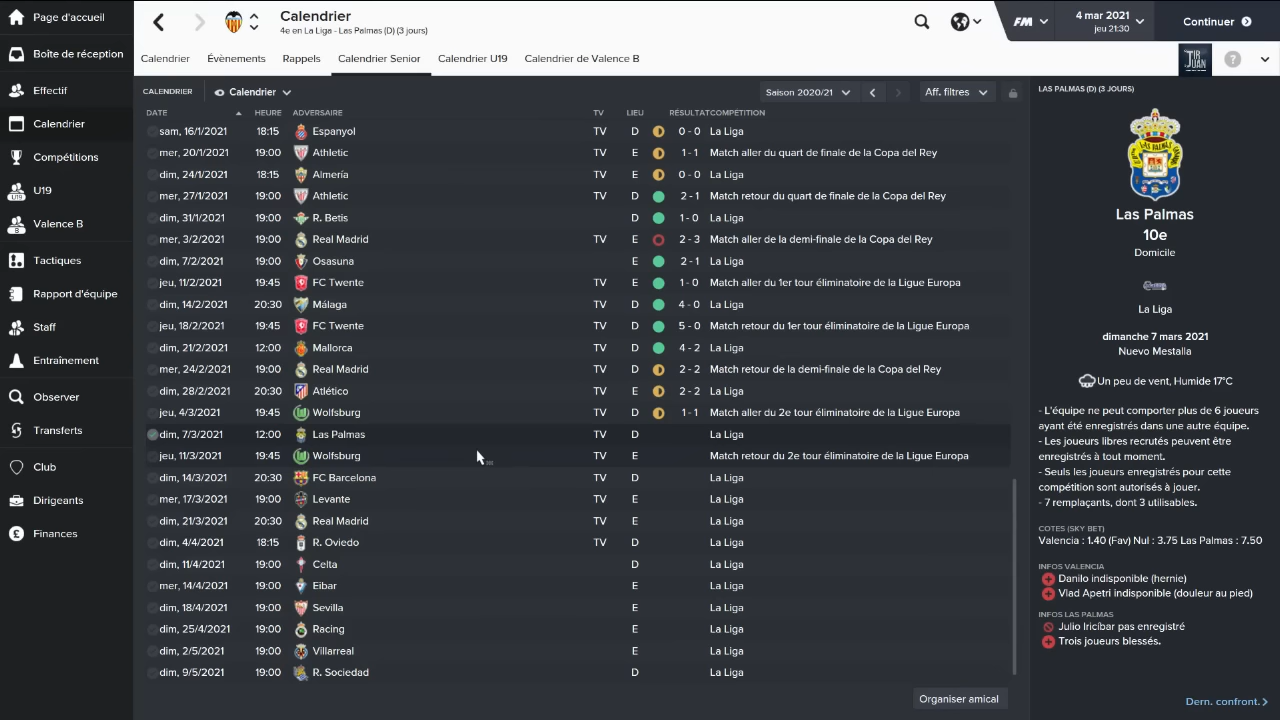 Page d'accueil
Boîte de réception
Effectif
Calendrier
Compétitions
U19
U19
Valence B
Tactiques
Rapport d'équipe
Staff
Entraînement
Observer
Transferts
Club
Dirigeants
Finances
Calendrier
4e en La Liga - Las Palmas (D) (3 jours)
FM
4 mar 2021
jeu 21:30
Continuer
Calendrier Évènements Rappels Calendrier Senior Calendrier U19 Calendrier de Valence B
?
CALENDRIER Calendrier Saison 2020/21 Aff. filtres
DATE HEURE ADVERSAIRE TV LIEU RÉSULTAT COMPÉTITION
sam, 16/1/2021 18:15 Espanyol TV D 0 - 0 La Liga
mer, 20/1/2021 19:00 Athletic TV E 1 - 1 Match aller du quart de finale de la Copa del Rey
dim, 24/1/2021 18:15 Almería TV E 0 - 0 La Liga
mer, 27/1/2021 19:00 Athletic TV D 2 - 1 Match retour du quart de finale de la Copa del Rey
dim, 31/1/2021 19:00 R. Betis D 1 - 0 La Liga
mer, 3/2/2021 19:00 Real Madrid TV E 2 - 3 Match aller de la demi-finale de la Copa del Rey
dim, 7/2/2021 19:00 Osasuna E 2 - 1 La Liga
jeu, 11/2/2021 19:45 FC Twente TV E 1 - 0 Match aller du 1er tour éliminatoire de la Ligue Europa
dim, 14/2/2021 20:30 Málaga TV D 4 - 0 La Liga
jeu, 18/2/2021 19:45 FC Twente TV D 5 - 0 Match retour du 1er tour éliminatoire de la Ligue Europa
dim, 21/2/2021 12:00 Mallorca TV D 4 - 2 La Liga
mer, 24/2/2021 19:00 Real Madrid TV D 2 - 2 Match retour de la demi-finale de la Copa del Rey
dim, 28/2/2021 20:30 Atlético TV E 2 - 2 La Liga
jeu, 4/3/2021 19:45 Wolfsburg TV D 1 - 1 Match aller du 2e tour éliminatoire de la Ligue Europa
dim, 7/3/2021 12:00 Las Palmas TV D La Liga
jeu, 11/3/2021 19:45 Wolfsburg TV E Match retour du 2e tour éliminatoire de la Ligue Europa
dim, 14/3/2021 20:30 FC Barcelona TV D La Liga
mer, 17/3/2021 19:00 Levante TV E La Liga
dim, 21/3/2021 20:30 Real Madrid TV E La Liga
dim, 4/4/2021 18:15 R. Oviedo TV D La Liga
dim, 11/4/2021 19:00 Celta D La Liga
mer, 14/4/2021 19:00 Eibar E La Liga
dim, 18/4/2021 19:00 Sevilla E La Liga
dim, 25/4/2021 19:00 Racing E La Liga
dim, 2/5/2021 19:00 Villarreal E La Liga
dim, 9/5/2021 19:00 R. Sociedad D La Liga
Organiser amical
LAS PALMAS (D) (3 JOURS)
Las Palmas
10e
Domicile
La Liga
dimanche 7 mars 2021
Nuevo Mestalla
Un peu de vent, Humide 17°C
- L'équipe ne peut comporter plus de 6 joueurs
ayant été enregistrés dans une autre équipe.
- Les joueurs libres recrutés peuvent être
enregistrés à tout moment.
- Seuls les joueurs enregistrés pour cette
compétition sont autorisés à jouer.
- 7 remplaçants, dont 3 utilisables.
COTES (SKY BET)
Valencia : 1.40 (Fav) Nul : 3.75 Las Palmas : 7.50
INFOS VALENCIA
Danilo indisponible (hernie)
Vlad Apetri indisponible (douleur au pied)
INFOS LAS PALMAS
Julio Iricíbar pas enregistré
Trois joueurs blessés.
Dern. confront. >